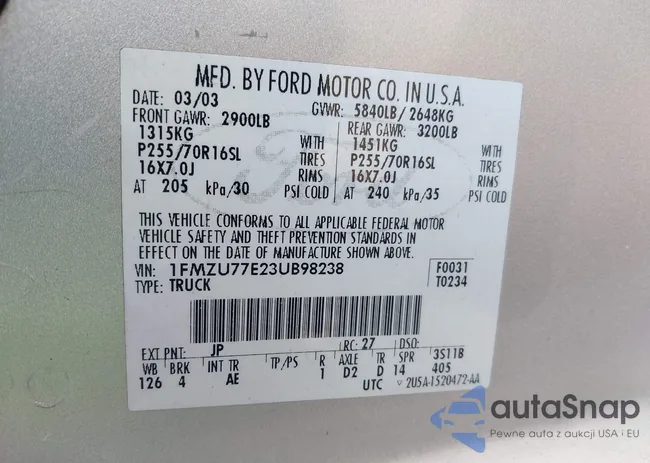 MFD. BY FORD MOTOR CO. IN U.S.A.
DATE: 03/03 GVWR: 5840LB/ 2648KG
FRONT GAWR: 2900LB REAR GAWR: 3200LB
1315KG WITH 1451KG WITH
P255/70R16SL TIRES P255/70R16SL TIRES
16X7.0J RIMS 16X7.0J RIMS
AT 205 kPa/30 PSI COLD AT 240 kPa/35 PSI COLD
THIS VEHICLE CONFORMS TO ALL APPLICABLE FEDERAL MOTOR
VEHICLE SAFETY AND THEFT PREVENTION STANDARDS IN
EFFECT ON THE DATE OF MANUFACTURE SHOWN ABOVE.
VIN: 1FMZU77E23UB98238 F0031
TYPE: TRUCK T0234
EXT PNT: JP RC: 27 DSO:
WB BRK INT TR TP/PS R AXLE TR SPR 3S11B
126 4 AE 1 D2 D 14 405
UTC 2U5A-1520472-AA
Ford
autaSnap
Pewne auta z aukcji USA i EU